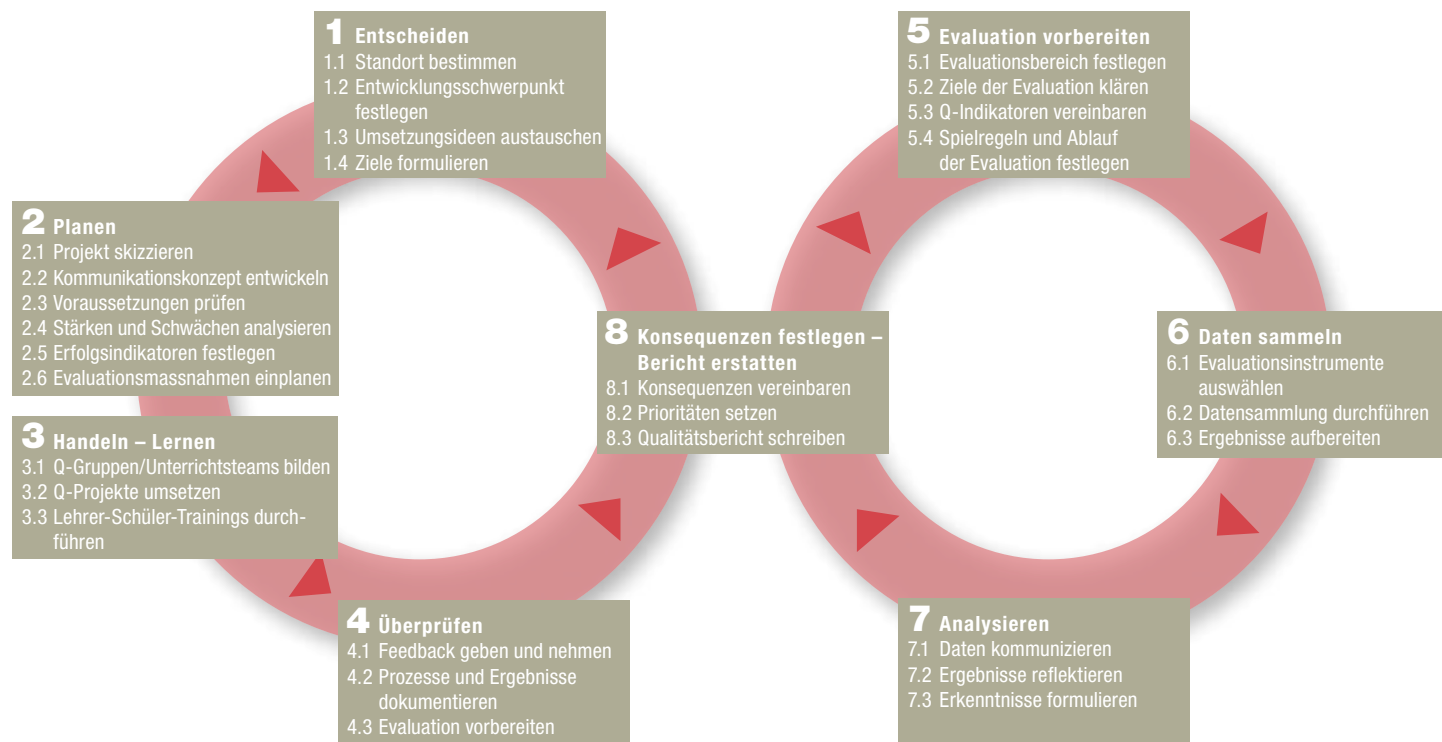 1 Entscheiden
1.1 Standort bestimmen
1.2 Entwicklungsschwerpunkt
festlegen
1.3 Umsetzungsideen austauschen
1.4 Ziele formulieren
2 Planen
2.1 Projekt skizzieren
2.2 Kommunikationskonzept entwickeln
2.3 Voraussetzungen prüfen
2.4 Stärken und Schwächen analysieren
2.5 Erfolgsindikatoren festlegen
2.6 Evaluationsmassnahmen einplanen
3 Handeln – Lernen
3.1 Q-Gruppen/Unterrichtsteams bilden
3.2 Q-Projekte umsetzen
3.3 Lehrer-Schüler-Trainings durch-
führen
4 Überprüfen
4.1 Feedback geben und nehmen
4.2 Prozesse und Ergebnisse
dokumentieren
4.3 Evaluation vorbereiten
5 Evaluation vorbereiten
5.1 Evaluationsbereich festlegen
5.2 Ziele der Evaluation klären
5.3 Q-Indikatoren vereinbaren
5.4 Spielregeln und Ablauf
der Evaluation festlegen
6 Daten sammeln
6.1 Evaluationsinstrumente
auswählen
6.2 Datensammlung durchführen
6.3 Ergebnisse aufbereiten
7 Analysieren
7.1 Daten kommunizieren
7.2 Ergebnisse reflektieren
7.3 Erkenntnisse formulieren
8 Konsequenzen festlegen –
Bericht erstatten
8.1 Konsequenzen vereinbaren
8.2 Prioritäten setzen
8.3 Qualitätsbericht schreiben